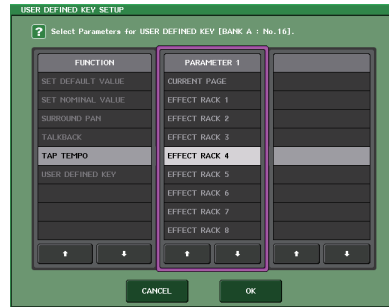 USER DEFINED KEY SETUP
? Select Parameters for USER DEFINED KEY [BANK A : No.16].
FUNCTION
SET DEFAULT VALUE
SET NOMINAL VALUE
SURROUND PAN
TALKBACK
TAP TEMPO
USER DEFINED KEY
PARAMETER 1
CURRENT PAGE
EFFECT RACK 1
EFFECT RACK 2
EFFECT RACK 3
EFFECT RACK 4
EFFECT RACK 5
EFFECT RACK 6
EFFECT RACK 7
EFFECT RACK 8
CANCEL
OK